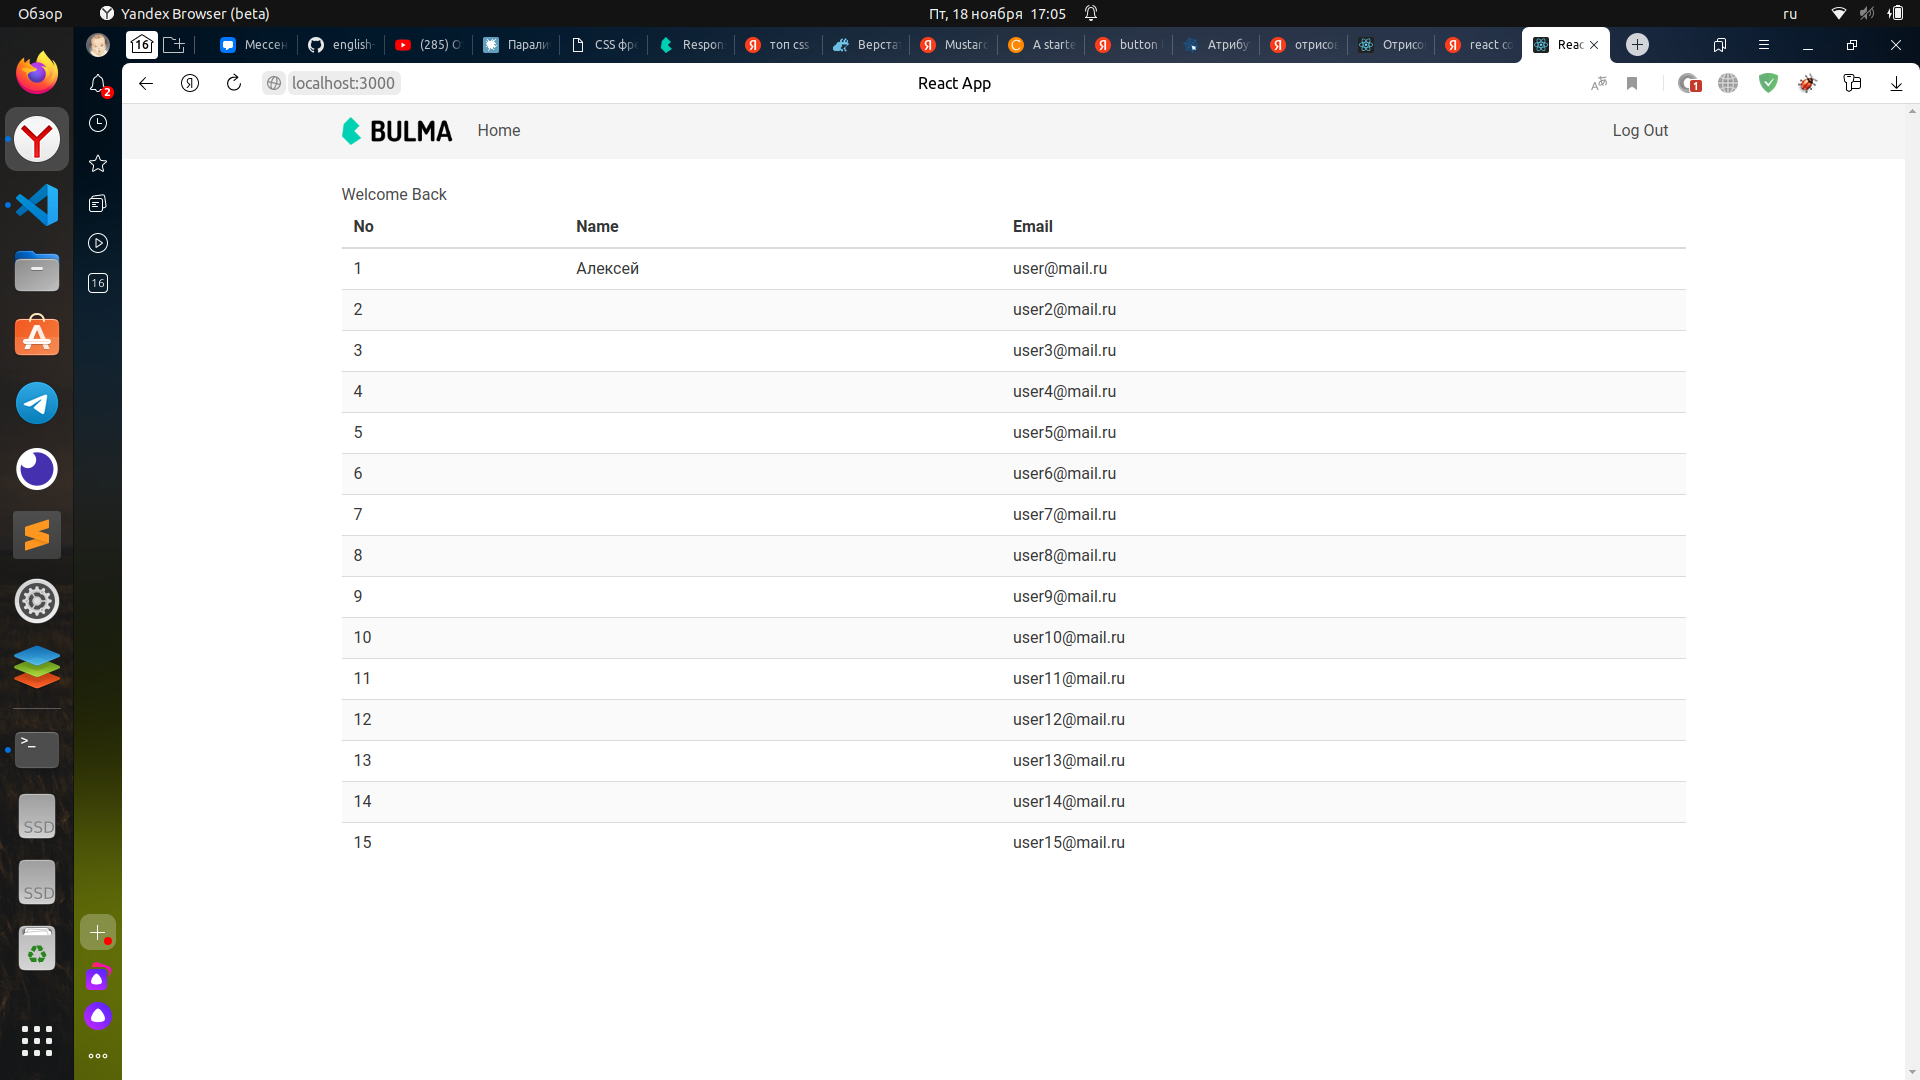 Обзор
Yandex Browser (beta)
Пт, 18 ноября 17:05
ru
16
Мессен
english-
(285) О
Парали
CSS фр
Respon
топ css
Верста
Mustar
A starte
button
Атрибу
отрисо
Отрисо
react co
Reac
2
localhost:3000
React App
1
BULMA
Home
Log Out
16
Welcome Back
No Name Email
1 Алексей user@mail.ru
2 user2@mail.ru
3 user3@mail.ru
4 user4@mail.ru
5 user5@mail.ru
6 user6@mail.ru
7 user7@mail.ru
8 user8@mail.ru
9 user9@mail.ru
10 user10@mail.ru
11 user11@mail.ru
12 user12@mail.ru
13 user13@mail.ru
14 user14@mail.ru
15 user15@mail.ru
SSD
SSD